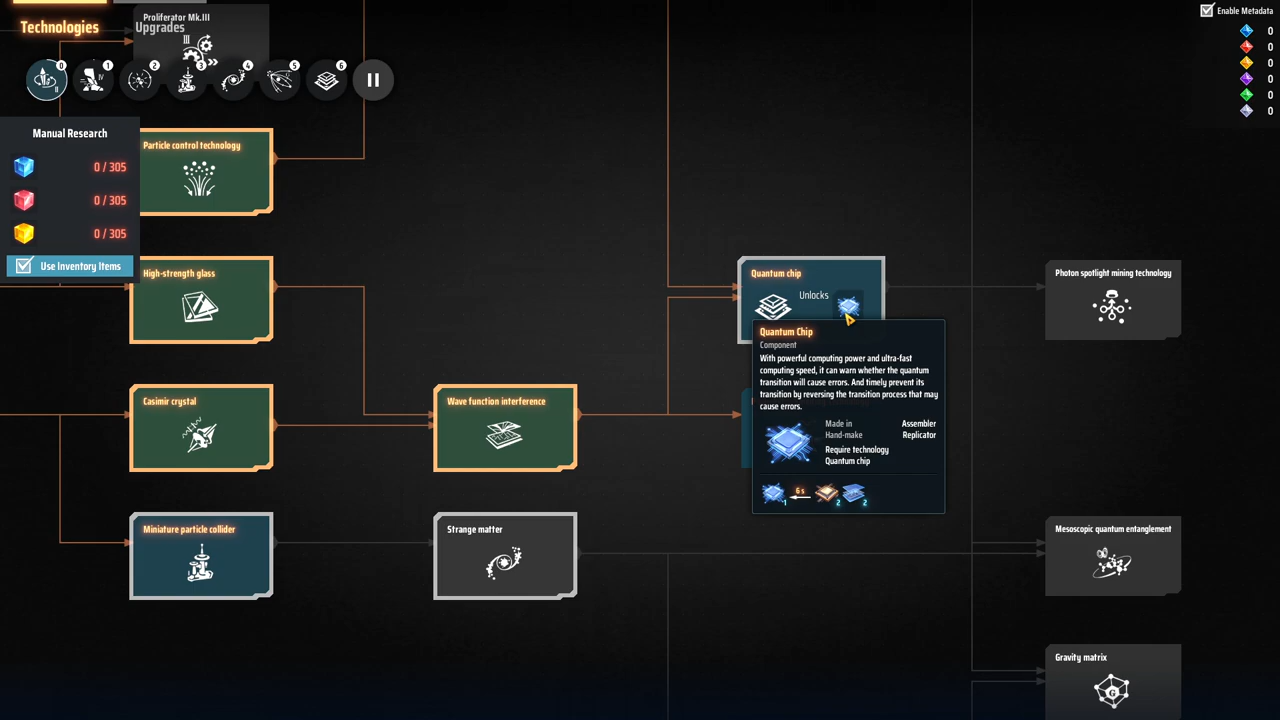 Proliferator Mk.III
Technologies
Upgrades
III
Enable Metadata
0
0
0
0
0
0
II 0
IV 1
2
3
4
5
6
Manual Research
0 / 305
0 / 305
0 / 305
Use Inventory Items
Particle control technology
High-strength glass
Casimir crystal
Miniature particle collider
Wave function interference
Strange matter
Quantum chip
Unlocks
Quantum Chip
Component
With powerful computing power and ultra-fast
computing speed, it can warn whether the quantum
transition will cause errors. And timely prevent its
transition by reversing the transition process that may
cause errors.
Made in Assembler
Hand-make Replicator
Require technology
Quantum chip
1 6 s 2 2
Photon spotlight mining technology
Mesoscopic quantum entanglement
Gravity matrix
G